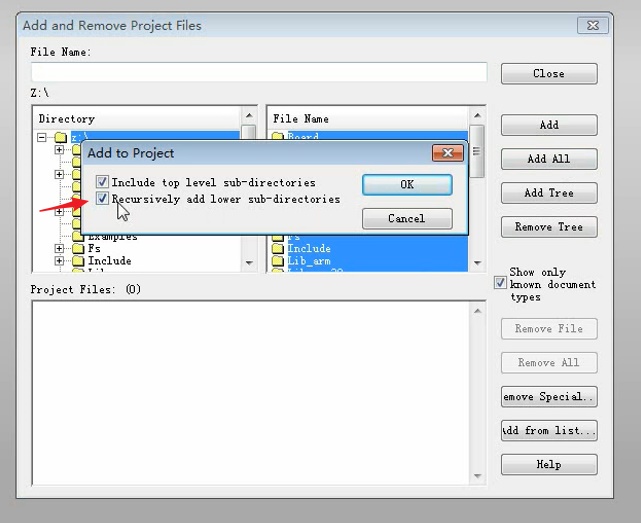 Add and Remove Project Files
File Name:
Close
Z:\
Directory
File Name
z:\
Board
Add
Add to Project
Include top level sub-directories
OK
Add All
Recursively add lower sub-directories
Add Tree
Cancel
Remove Tree
Examples
Fs
Fs
Include
Include
Lib_arm
Show only
known document
types
Project Files: (0)
Remove File
Remove All
emove Special..
Add from list...
Help